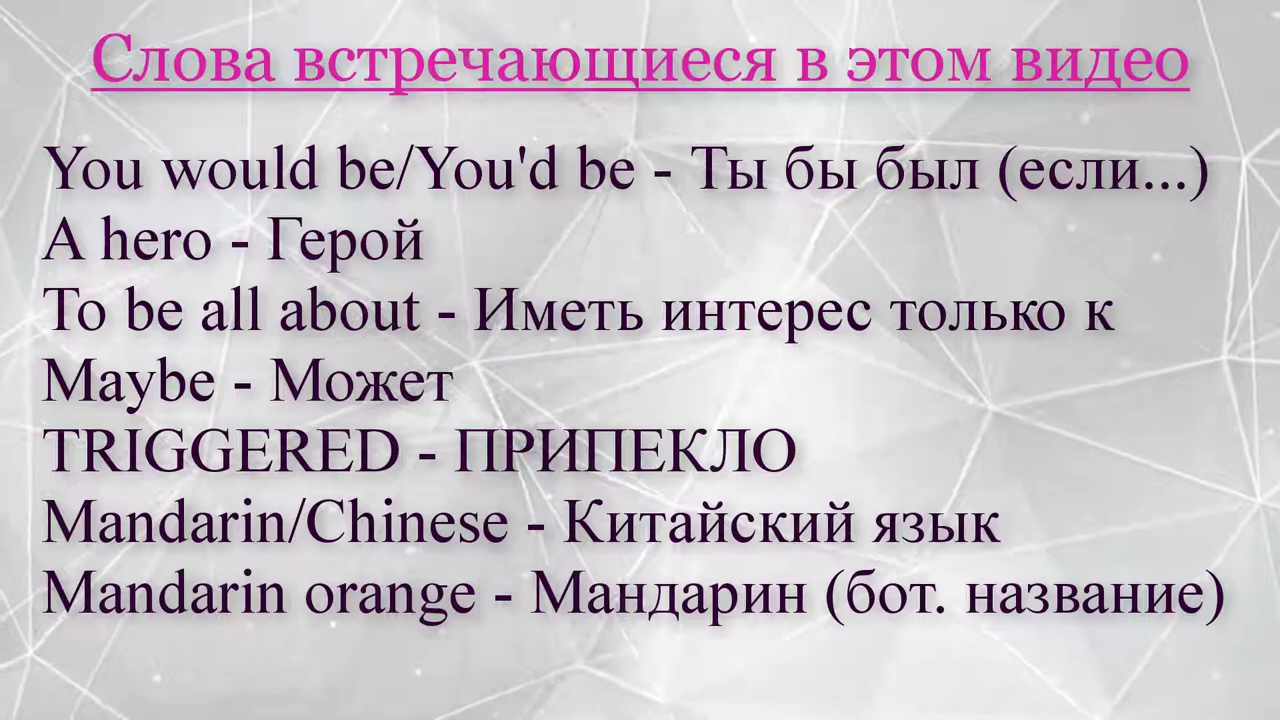 Слова встречающиеся в этом видео
You would be/You'd be - Ты бы был (если...)
A hero - Герой
To be all about - Иметь интерес только к
Maybe - Может
TRIGGERED - ПРИПЕКЛО
Mandarin/Chinese - Китайский язык
Mandarin orange - Мандарин (бот. название)